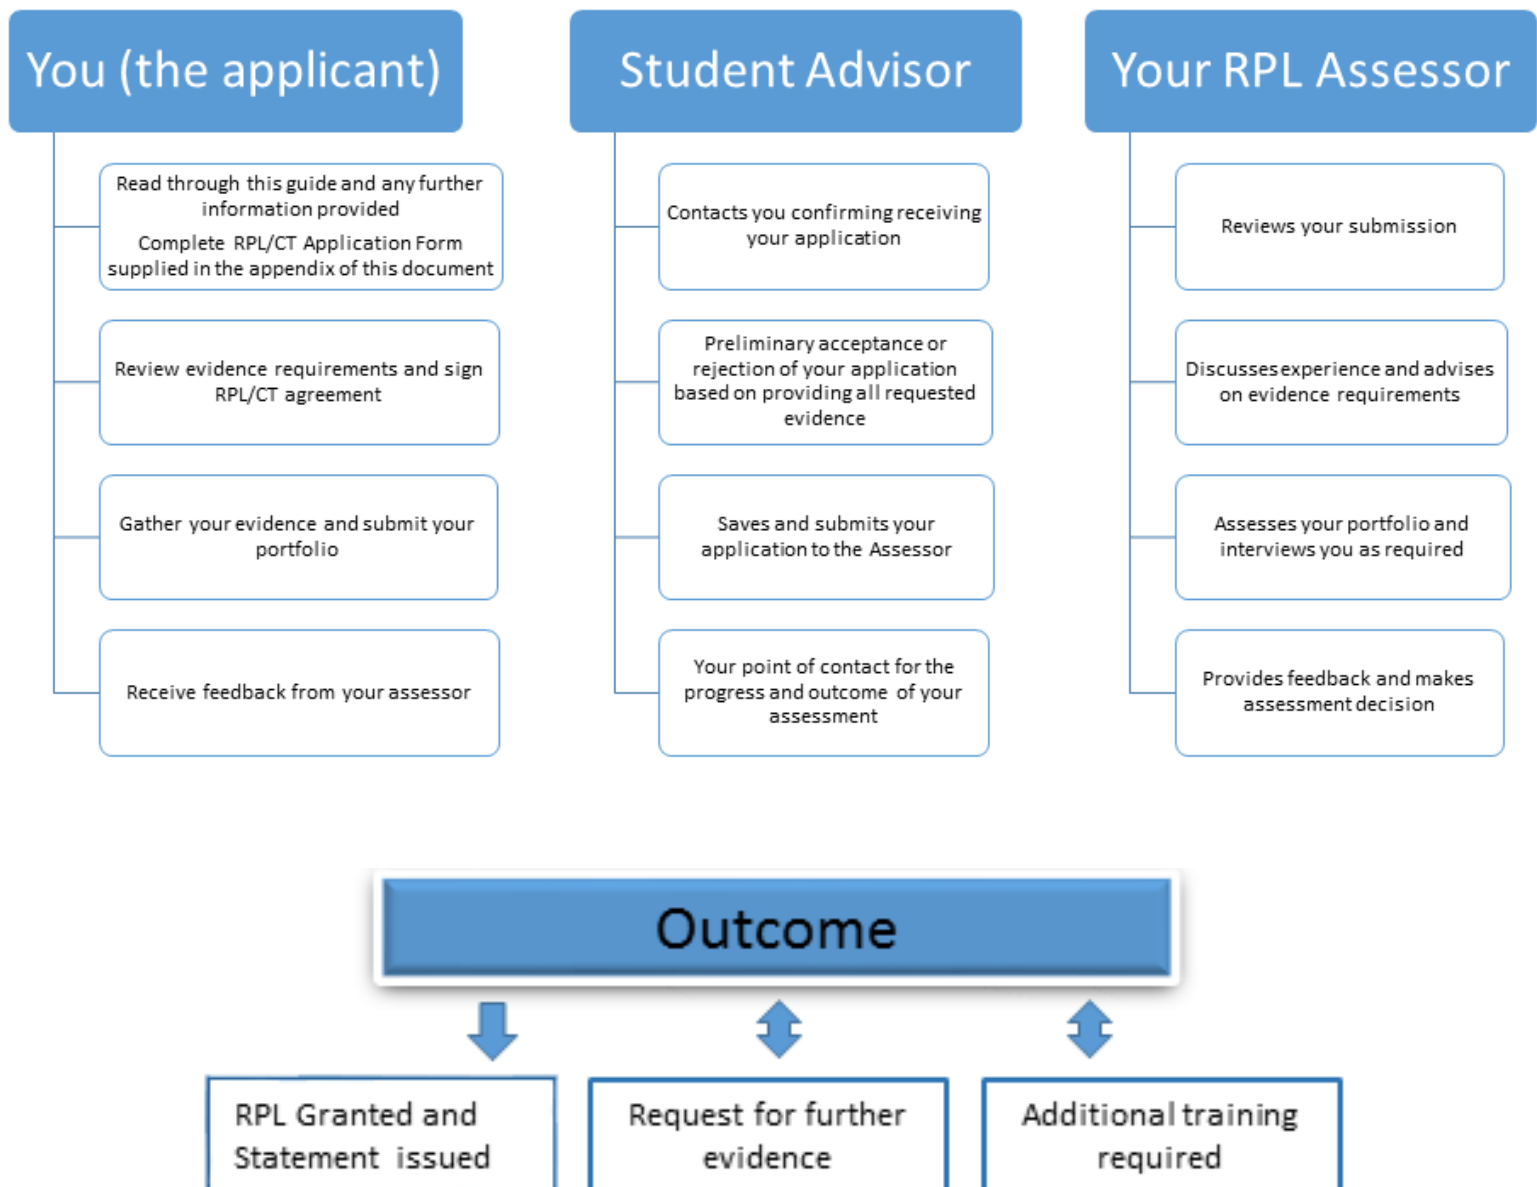 You (the applicant)
Read through this guide and any further
information provided
Complete RPL/CT Application Form
supplied in the appendix of this document
Review evidence requirements and sign
RPL/CT agreement
Gather your evidence and submit your
portfolio
Receive feedback from your assessor
Student Advisor
Contacts you confirming receiving
your application
Preliminary acceptance or
rejection of your application
based on providing all requested
evidence
Saves and submits your
application to the Assessor
Your point of contact for the
progress and outcome of your
assessment
Your RPL Assessor
Reviews your submission
Discusses experience and advises
on evidence requirements
Assesses your portfolio and
interviews you as required
Provides feedback and makes
assessment decision
Outcome
RPL Granted and
Statement issued
Request for further
evidence
Additional training
required